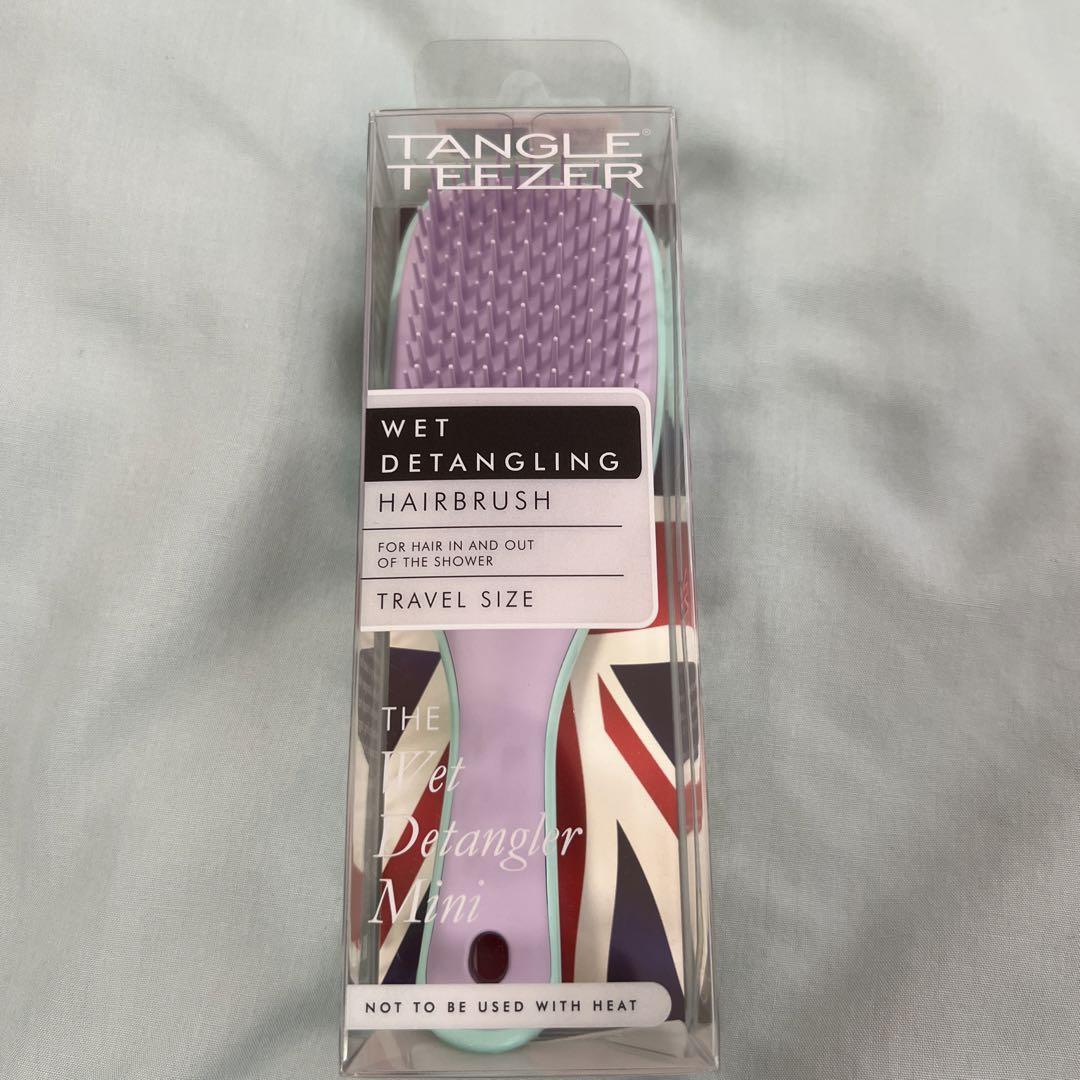 TANGLE®
TEEZER
WET
DETANGLING
HAIRBRUSH
FOR HAIR IN AND OUT
OF THE SHOWER
TRAVEL SIZE
THE
Wet
Detangler
Mini
NOT TO BE USED WITH HEAT